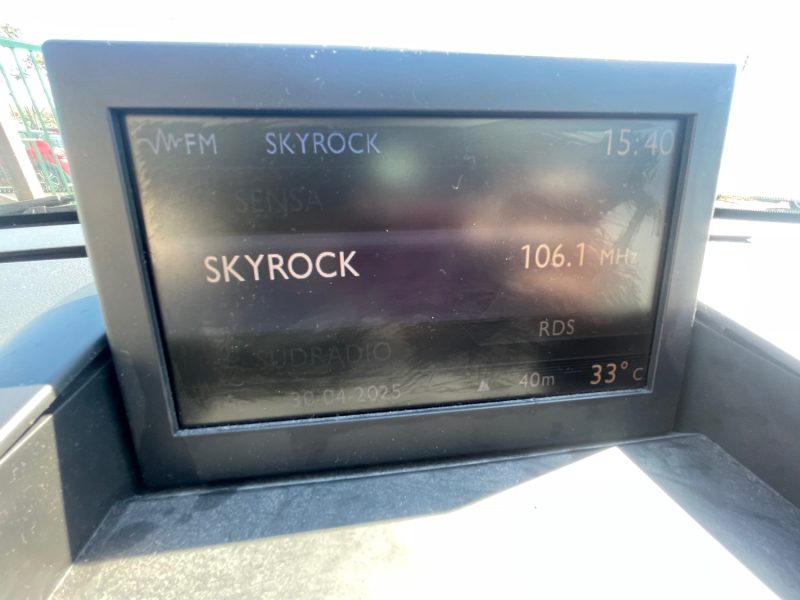 FM SKYROCK 15:40
SENSA
SKYROCK 106.1 MHz
RDS
SUDRADIO
30.04.2025 40m 33°C